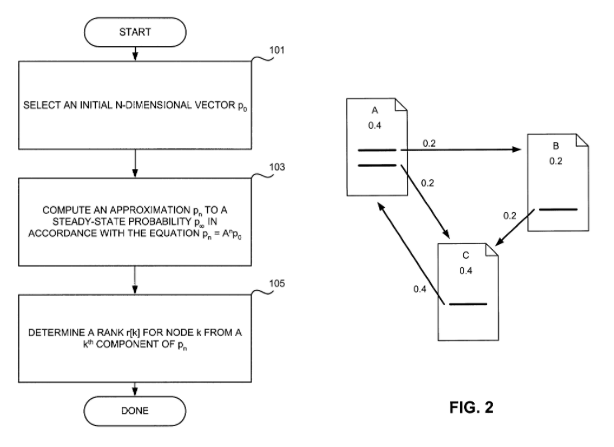 START
101
SELECT AN INITIAL N-DIMENSIONAL VECTOR p₀
103
COMPUTE AN APPROXIMATION pₙ TO A
STEADY-STATE PROBABILITY p∞ IN
ACCORDANCE WITH THE EQUATION pₙ = Aⁿp₀
105
DETERMINE A RANK r[k] FOR NODE k FROM A
kᵗʰ COMPONENT OF pₙ
DONE
A
0.4
0.2
B
0.2
0.2
0.2
C
0.4
0.4
FIG. 2